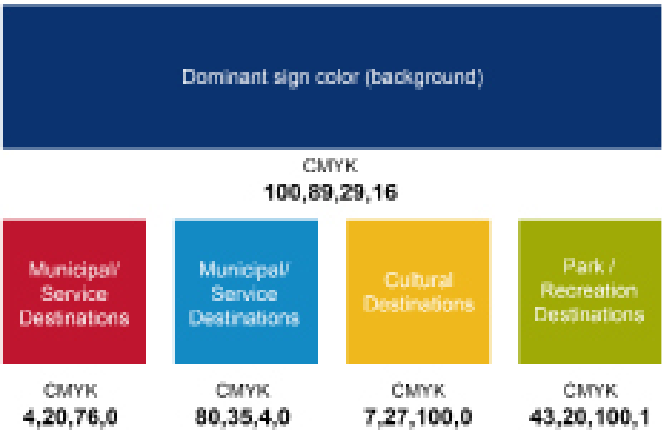 Dominant sign color (background)
CMYK
100,89,29,16
Municipal/
Service
Destinations
Municipal/
Service
Destinations
Cultural
Destinations
Park /
Recreation
Destinations
CMYK
4,20,76,0
CMYK
80,35,4,0
CMYK
7,27,100,0
CMYK
43,20,100,1